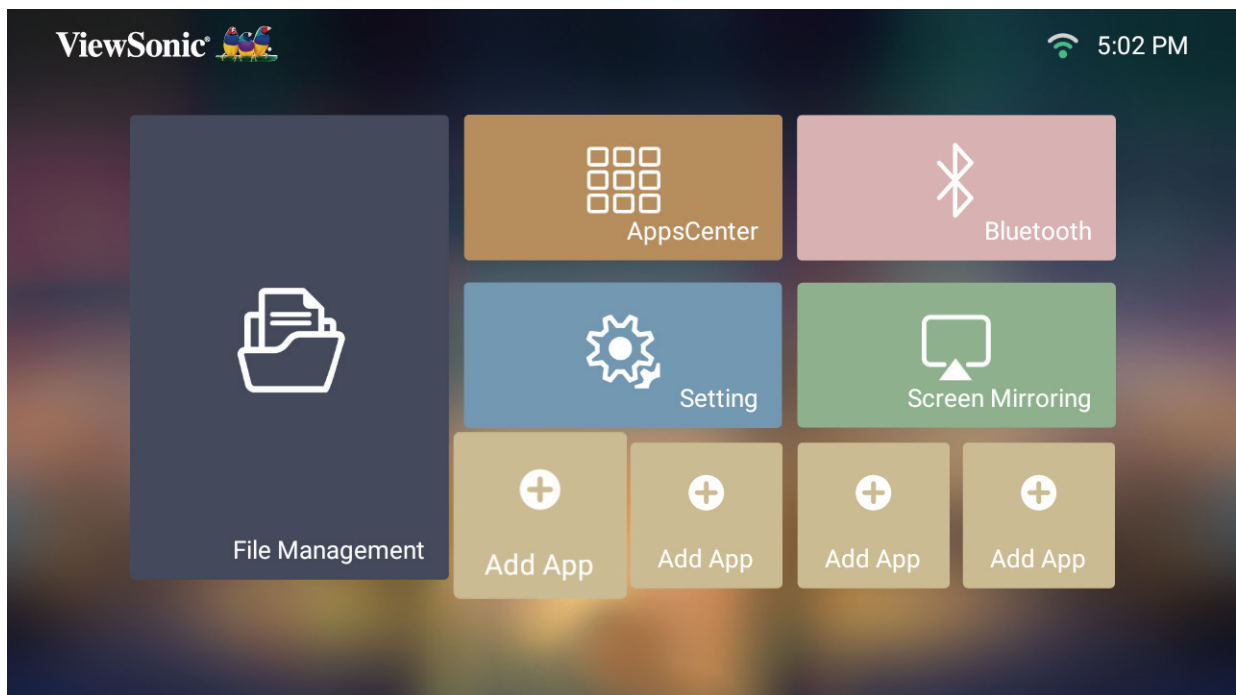 ViewSonic®
5:02 PM
AppsCenter
Bluetooth
Setting
Screen Mirroring
File Management
Add App
Add App
Add App
Add App